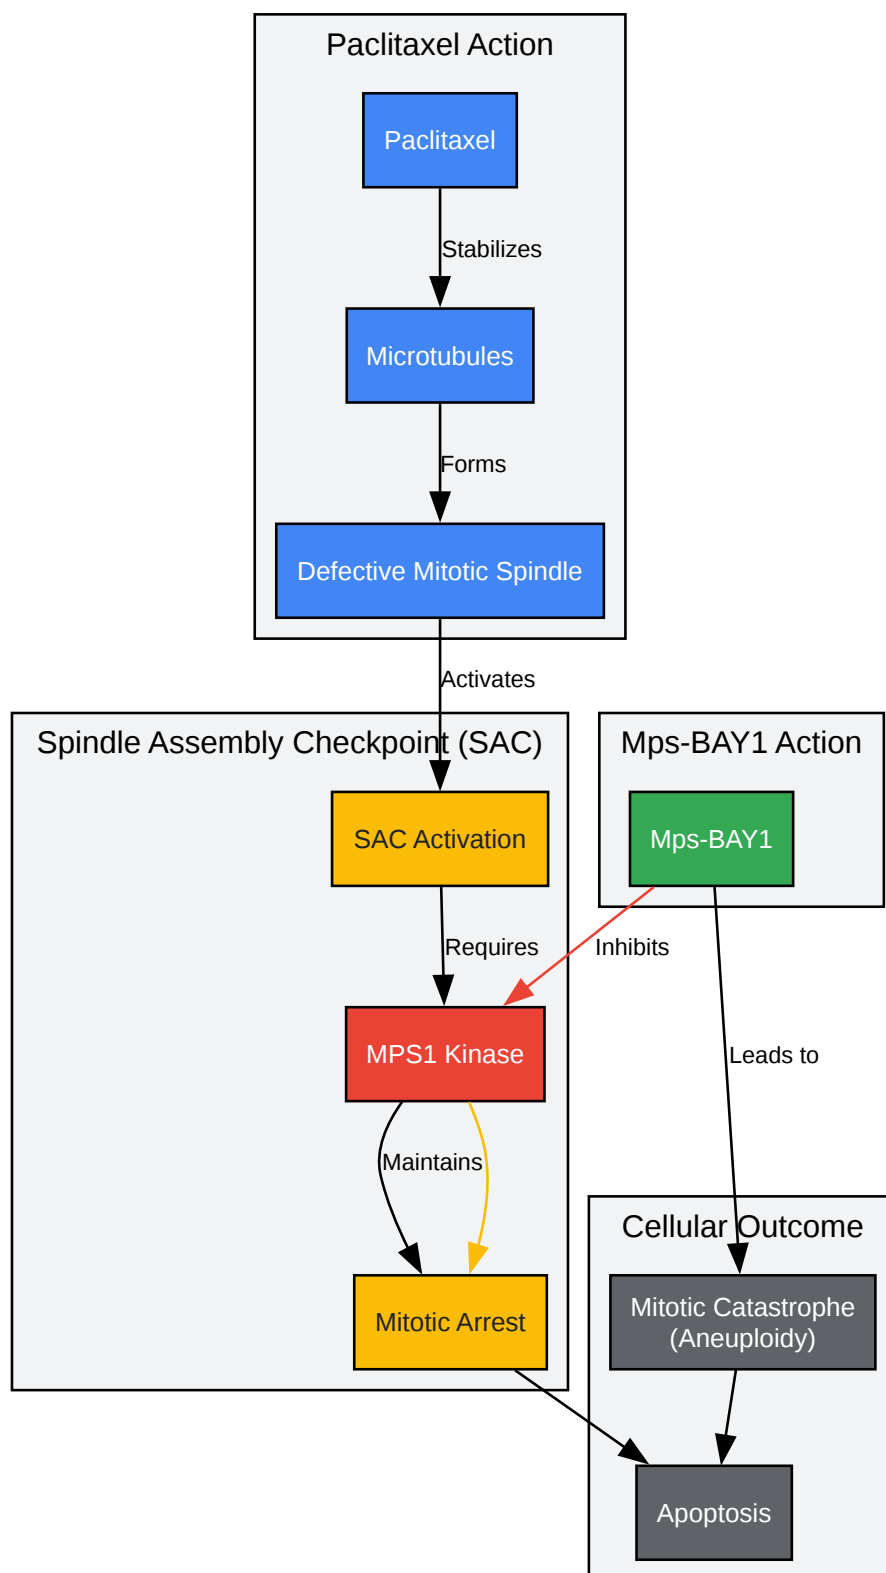 Paclitaxel Action
Paclitaxel
Stabilizes
Microtubules
Forms
Defective Mitotic Spindle
Activates
Spindle Assembly Checkpoint (SAC)
Mps-BAY1 Action
SAC Activation
Mps-BAY1
Requires
Inhibits
MPS1 Kinase
Leads to
Maintains
Cellular Outcome
Mitotic Arrest
Mitotic Catastrophe
(Aneuploidy)
Apoptosis